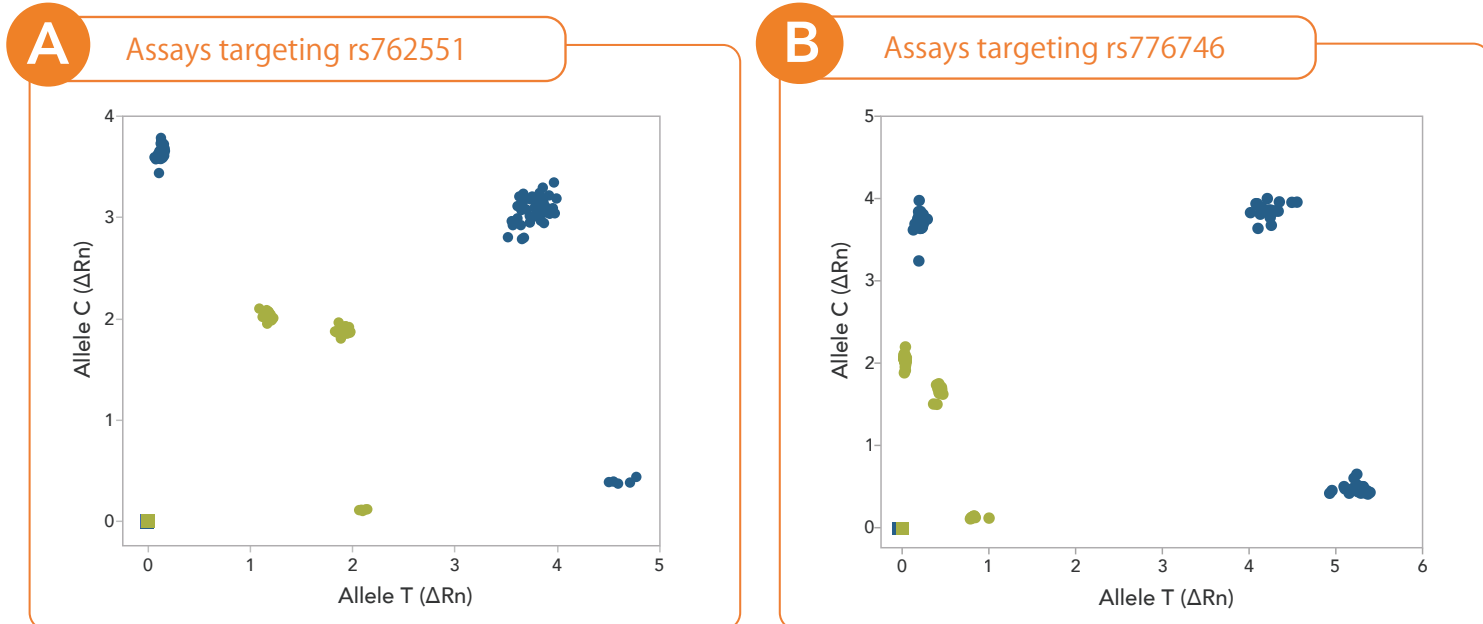 A
Assays targeting rs762551
4
3
2
1
0
Allele C (ΔRn)
0 1 2 3 4 5
Allele T (ΔRn)
B
Assays targeting rs776746
5
4
3
2
1
0
Allele C (ΔRn)
0 1 2 3 4 5 6
Allele T (ΔRn)